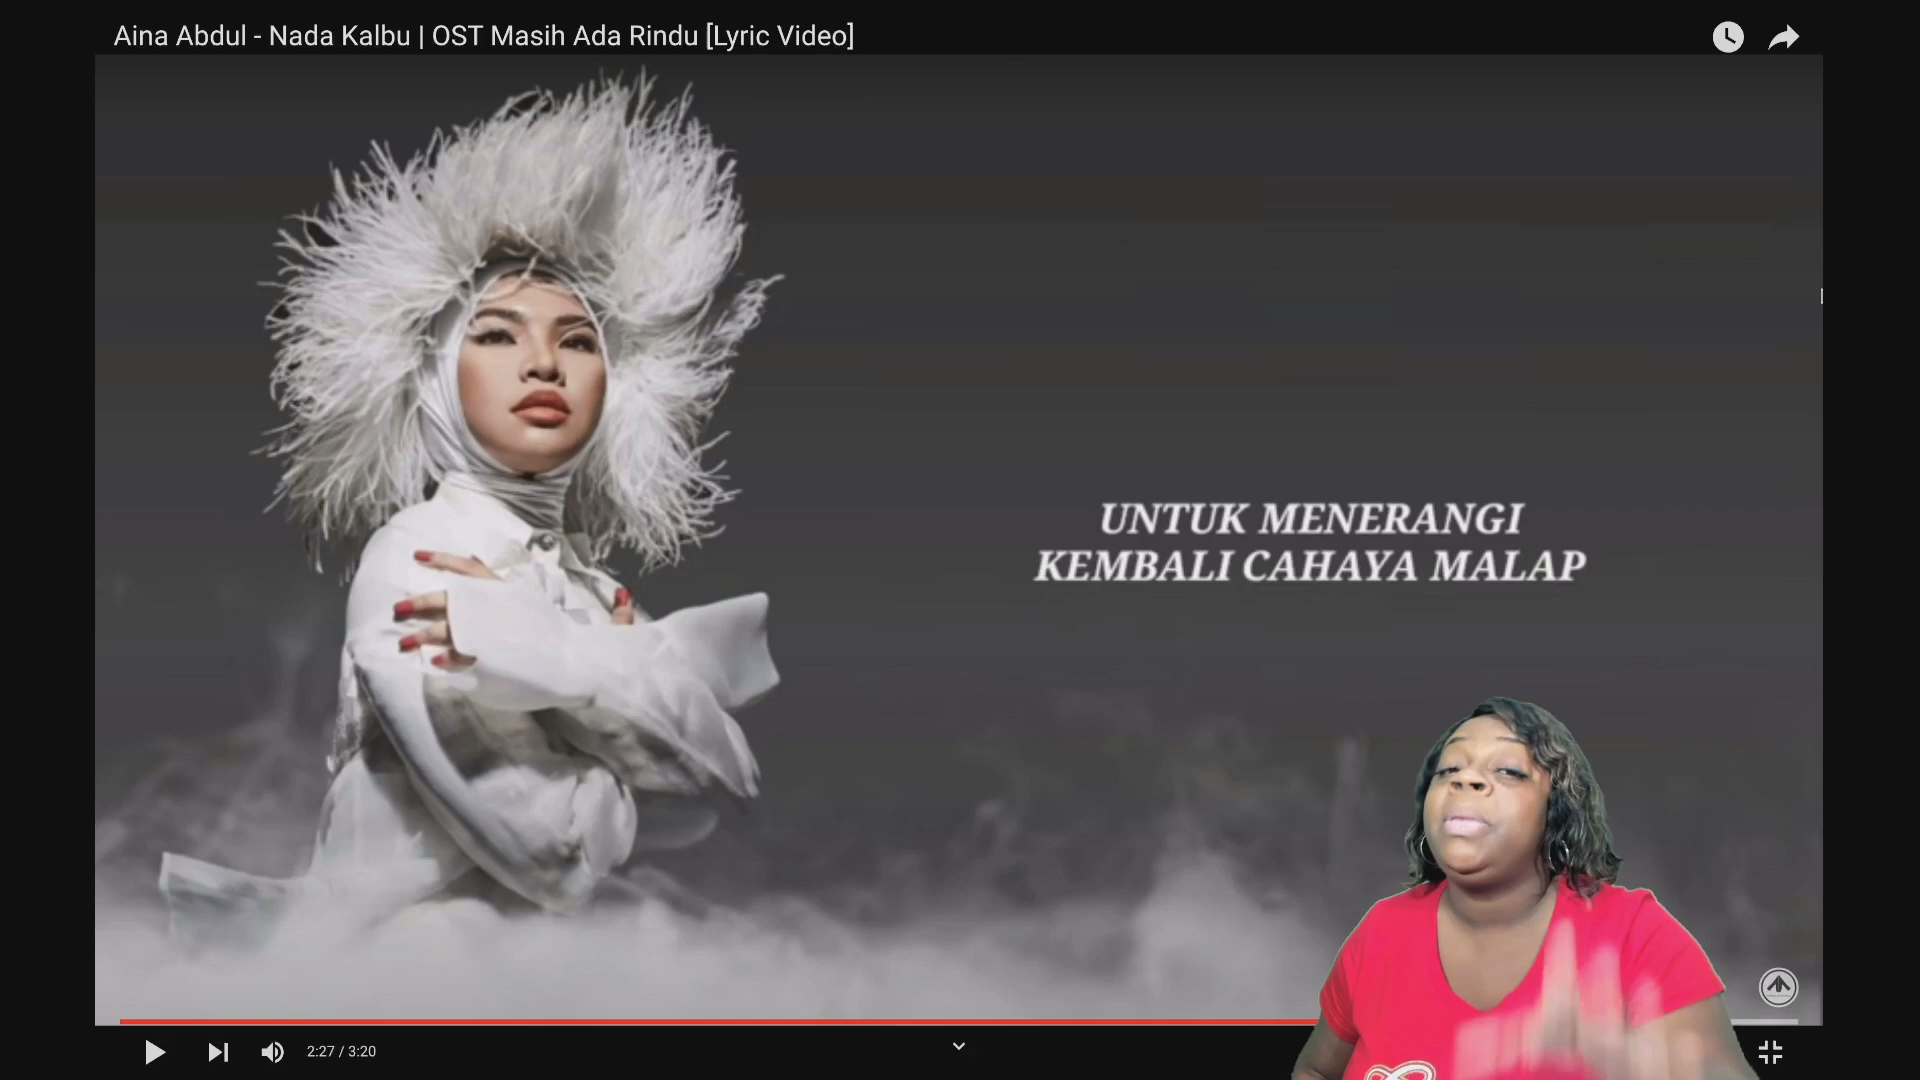 Aina Abdul - Nada Kalbu | OST Masih Ada Rindu [Lyric Video]
UNTUK MENERANGI
KEMBALI CAHAYA MALAP
2:27 / 3:20